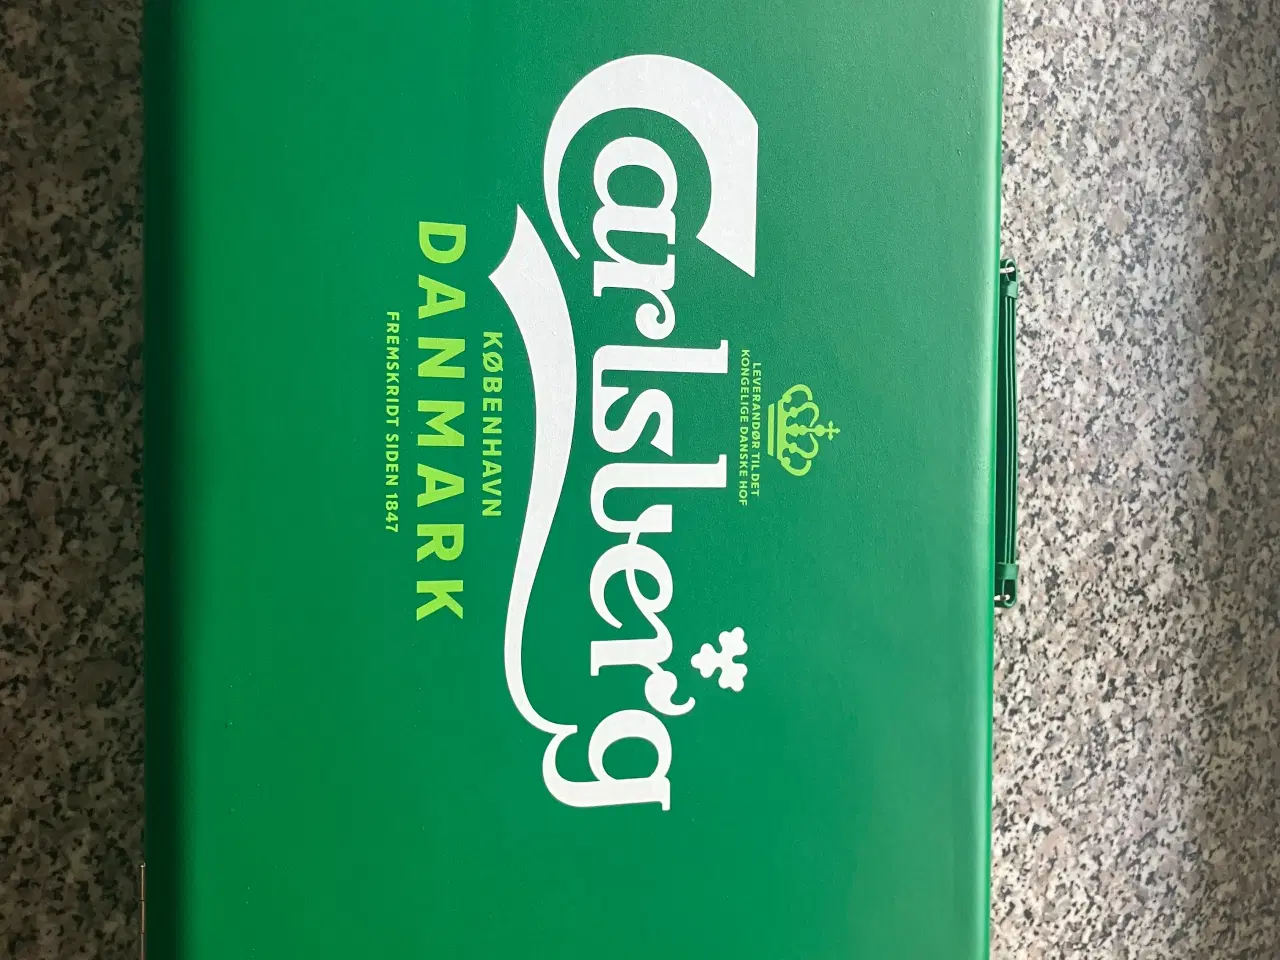 LEVERANDØR TIL DET
KONGELIGE DANSKE HOF
Carlsberg
KØBENHAVN
DANMARK
FREMSKRIDT SIDEN 1847